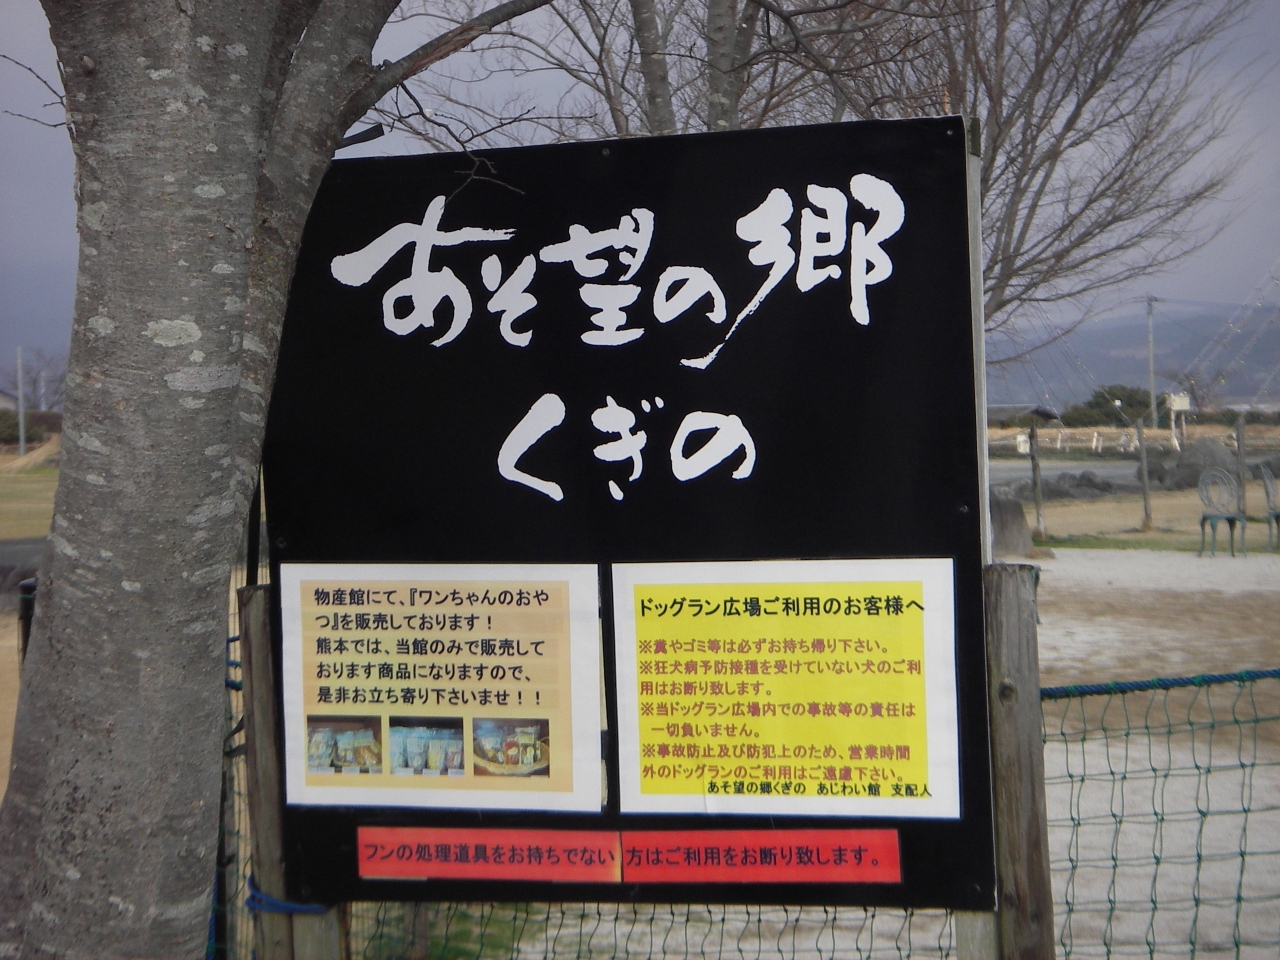 あそ望の郷
くぎの
物産館にて、『ワンちゃんのおや
つ』を販売しております！
熊本では、当館のみで販売して
おります商品になりますので、
是非お立ち寄り下さいませ！！
ドッグラン広場ご利用のお客様へ
※糞やゴミ等は必ずお持ち帰り下さい。
※狂犬病予防接種を受けていない犬のご利
用はお断り致します。
※当ドッグラン広場内での事故等の責任は
一切負いません。
※事故防止及び防犯上のため、営業時間
外のドッグランのご利用はご遠慮下さい。
あそ望の郷くぎの　あじわい館　支配人
フンの処理道具をお持ちでない方はご利用をお断り致します。